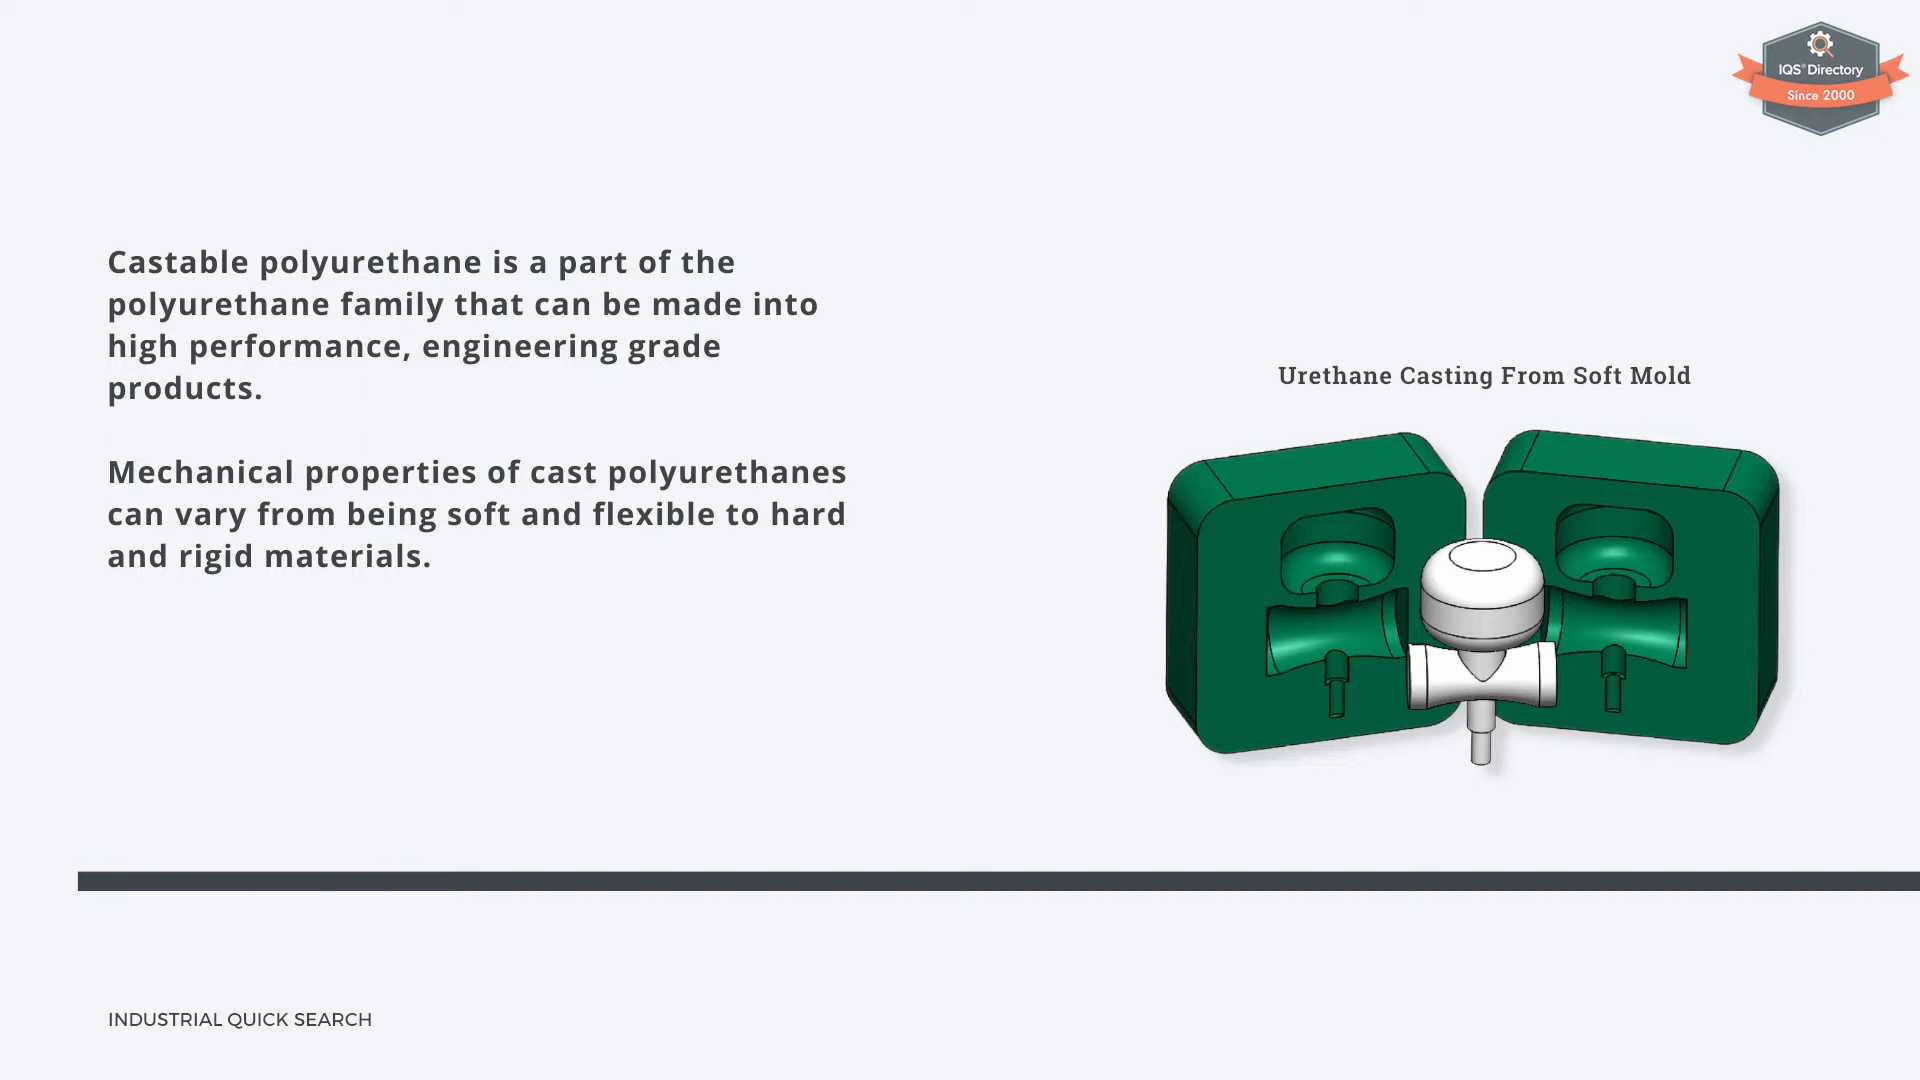 IQS® Directory
Since 2000
Castable polyurethane is a part of the
polyurethane family that can be made into
high performance, engineering grade
products.
Mechanical properties of cast polyurethanes
can vary from being soft and flexible to hard
and rigid materials.
Urethane Casting From Soft Mold
INDUSTRIAL QUICK SEARCH